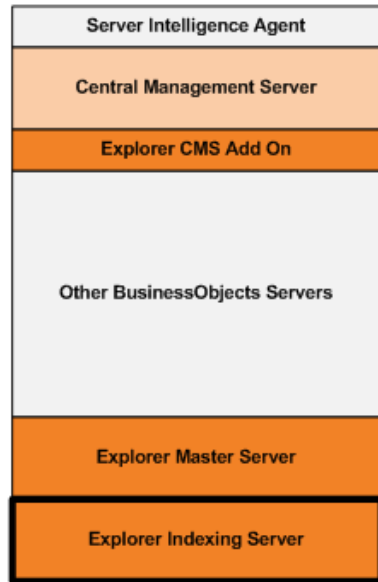 Server Intelligence Agent
Central Management Server
Explorer CMS Add On
Other BusinessObjects Servers
Explorer Master Server
Explorer Indexing Server